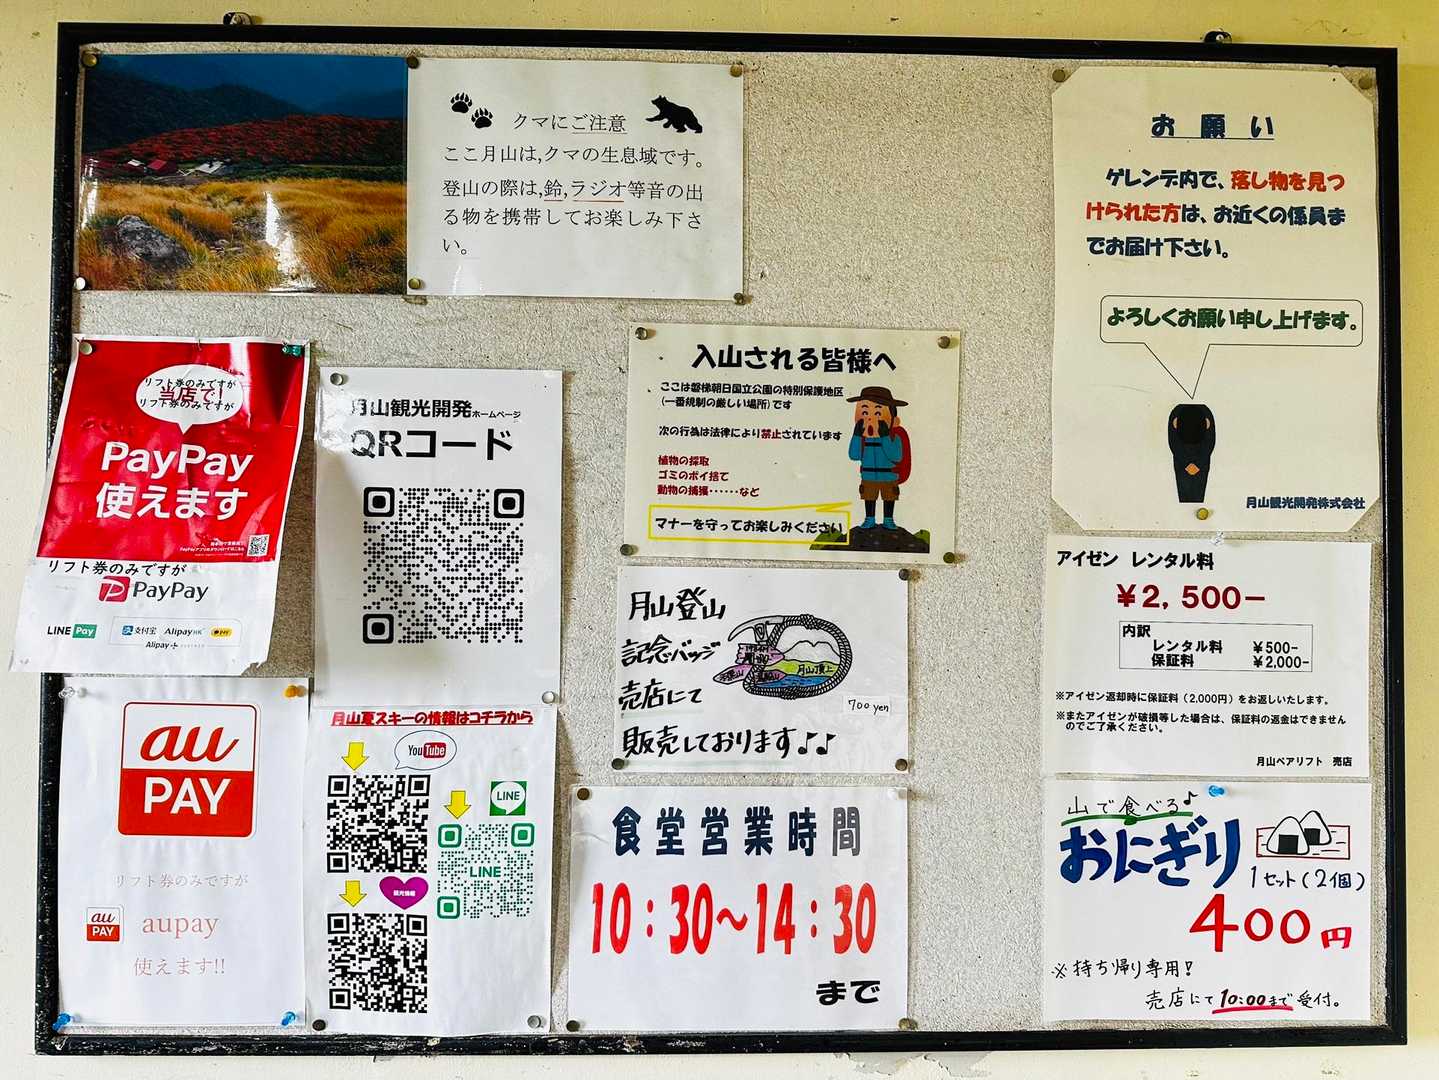 クマにご注意
ここ月山は,クマの生息域です。
登山の際は,鈴,ラジオ等音の出
る物を携帯してお楽しみ下さ
い。
お願い
ゲレンデ内で、落し物を見つ
けられた方は、お近くの係員ま
でお届け下さい。
よろしくお願い申し上げます。
月山観光開発株式会社
リフト券のみですが
当店で!
リフト券のみですが
PayPay
使えます
リフト券のみですが
PayPay
LINE Pay
支付宝 AlipayHK
Alipay+
月山観光開発ホームページ
QRコード
入山される皆様へ
ここは磐梯朝日国立公園の特別保護地区
(一番規制の厳しい場所)です
次の行為は法律により禁止されています
植物の採取
ゴミのポイ捨て
動物の捕獲・・・・・・など
マナーを守ってお楽しみください
月山登山
記念バッジ
売店にて
販売しております♪♪
月山頂上
700 yen
アイゼン レンタル料
¥2,500−
内訳
レンタル料 ¥500-
保証料 ¥2,000-
※アイゼン返却時に保証料(2,000円)をお返しいたします。
※またアイゼンが破損等した場合は、保証料の返金はできません
のでご了承ください。
月山ペアリフト 売店
au
PAY
リフト券のみですが
au
PAY
aupay
使えます!!
月山夏スキーの情報はコチラから
YouTube
LINE
LINE
観光情報
食堂営業時間
10:30〜14:30
まで
山で食べる♪
おにぎり
1セット(2個)
400円
※持ち帰り専用!
売店にて10:00まで受付。